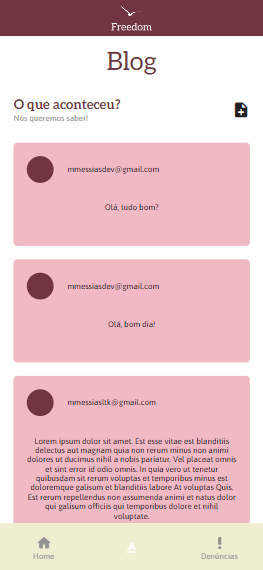 Freedom
Blog
O que aconteceu?
Nós queremos saber!
mmessiasdev@gmail.com
Olá, tudo bom?
mmessiasdev@gmail.com
Olá, bom dia!
mmessiasltk@gmail.com
Lorem ipsum dolor sit amet. Est esse vitae est blanditiis
delectus aut magnam quia non rerum minus non animi
dolores ut ducimus nihil a nobis pariatur. Vel placeat omnis
et sint error id odio omnis. In quia vero ut tenetur
quibusdam sit rerum voluptas et temporibus minus est
doloremque galisum et blanditiis labore At voluptas Quis.
Est rerum repellendus non assumenda animi et natus dolor
qui galisum officiis qui temporibus dolore et nihil
voluptate.
Home
Denúncias